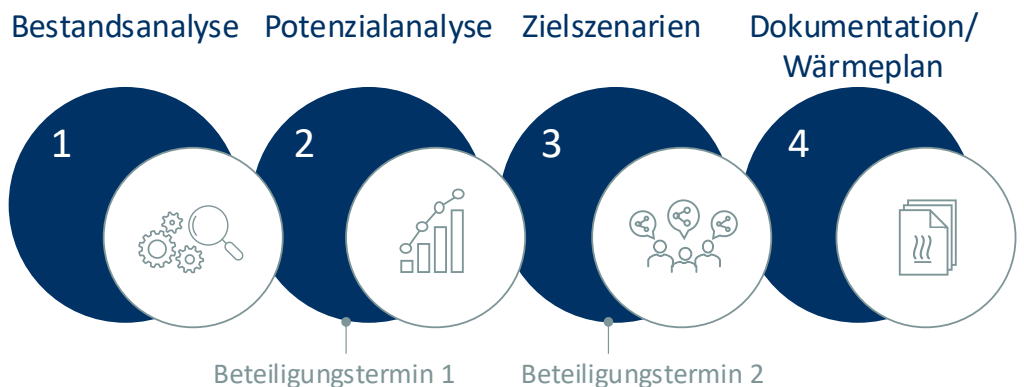 Bestandsanalyse
Potenzialanalyse
Zielszenarien
Dokumentation/
Wärmeplan
1
2
3
4
Beteiligungstermin 1
Beteiligungstermin 2